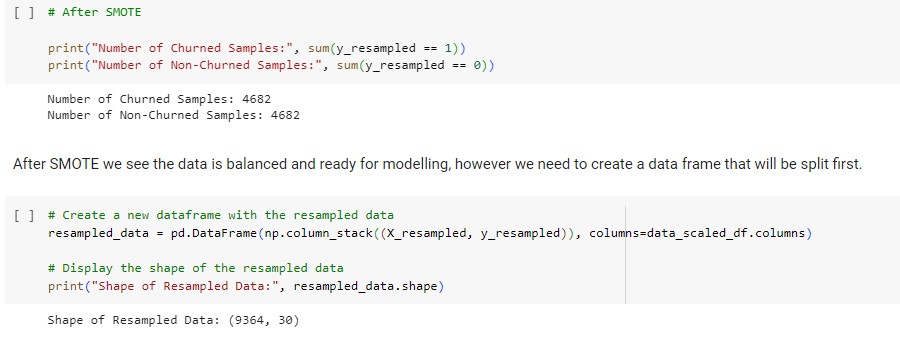 [ ] # After SMOTE
print("Number of Churned Samples:", sum(y_resampled == 1))
print("Number of Non-Churned Samples:", sum(y_resampled == 0))
Number of Churned Samples: 4682
Number of Non-Churned Samples: 4682
After SMOTE we see the data is balanced and ready for modelling, however we need to create a data frame that will be split first.
[ ] # Create a new dataframe with the resampled data
resampled_data = pd.DataFrame(np.column_stack((X_resampled, y_resampled)), columns=data_scaled_df.columns)
# Display the shape of the resampled data
print("Shape of Resampled Data:", resampled_data.shape)
Shape of Resampled Data: (9364, 30)